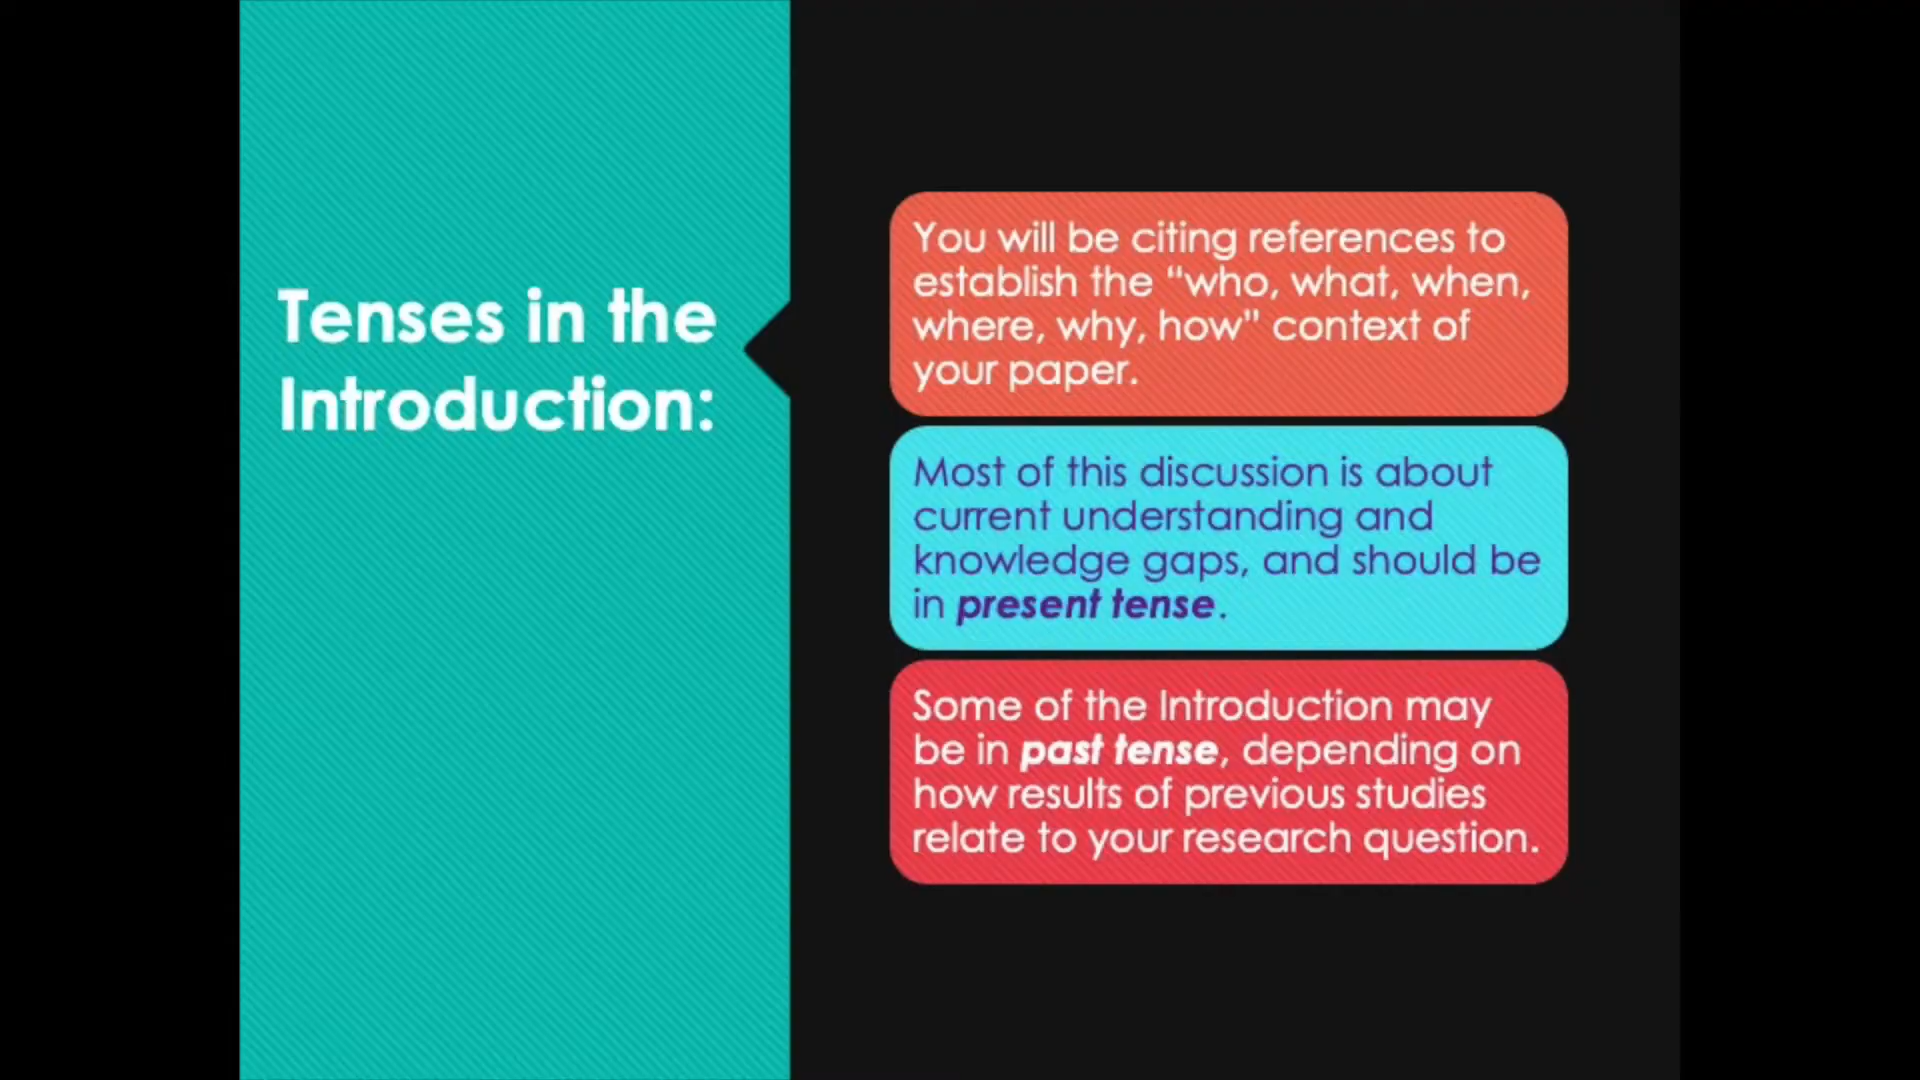 Tenses in the
Introduction:
You will be citing references to
establish the “who, what, when,
where, why, how” context of
your paper.
Most of this discussion is about
current understanding and
knowledge gaps, and should be
in present tense.
Some of the Introduction may
be in past tense, depending on
how results of previous studies
relate to your research question.